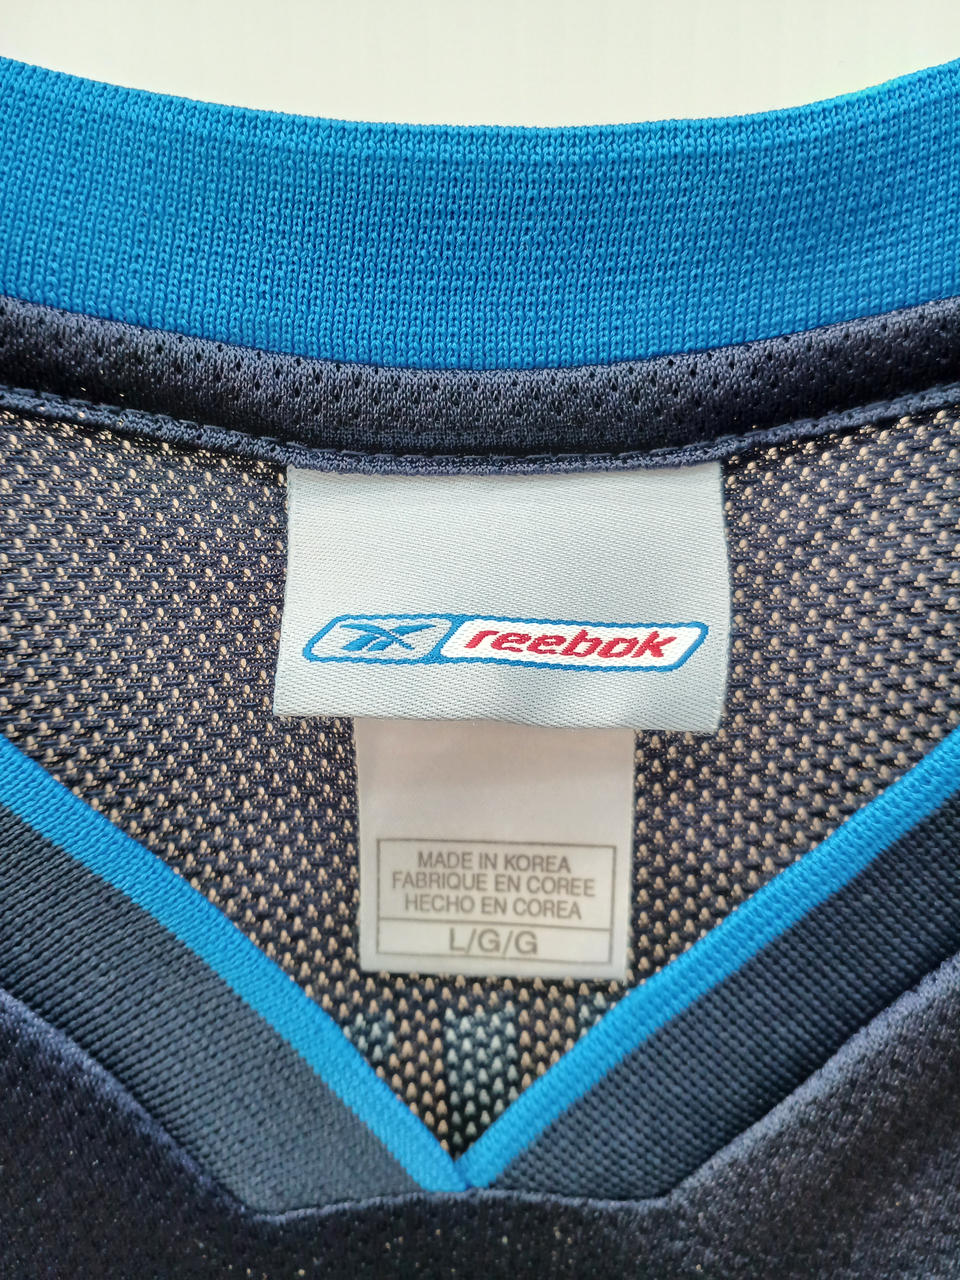 reebok
MADE IN KOREA
FABRIQUE EN COREE
HECHO EN COREA
L/G/G